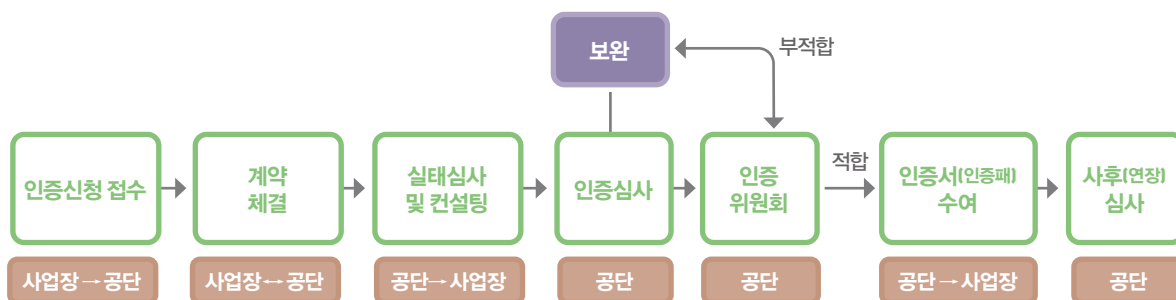 보완
부적합
인증신청 접수
계약
체결
실태심사
및 컨설팅
인증심사
인증
위원회
적합
인증서(인증패)
수여
사후(연장)
심사
사업장→공단
사업장↔공단
공단→사업장
공단
공단
공단→사업장
공단